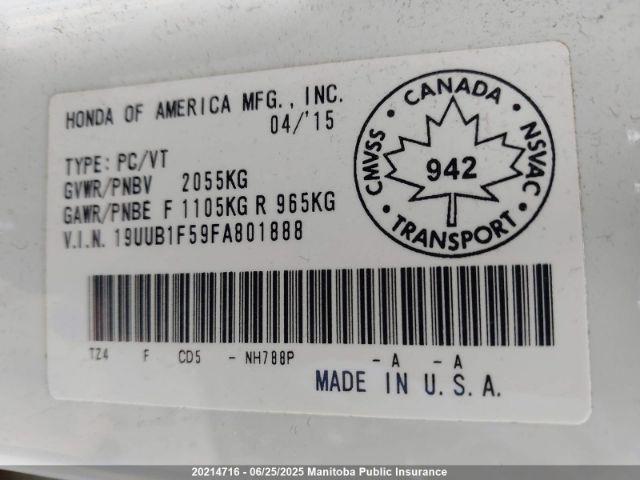 HONDA OF AMERICA MFG., INC.
04/'15
TYPE: PC/VT
GVWR/PNBV 2055KG
GAWR/PNBE F 1105KG R 965KG
V.I.N. 19UUB1F59FA801888
CANADA
CMVSS
942
NSVAC
TRANSPORT
TZ4 F CD5 - NH788P - A - A
MADE IN U.S.A.
20214716 - 06/25/2025 Manitoba Public Insurance